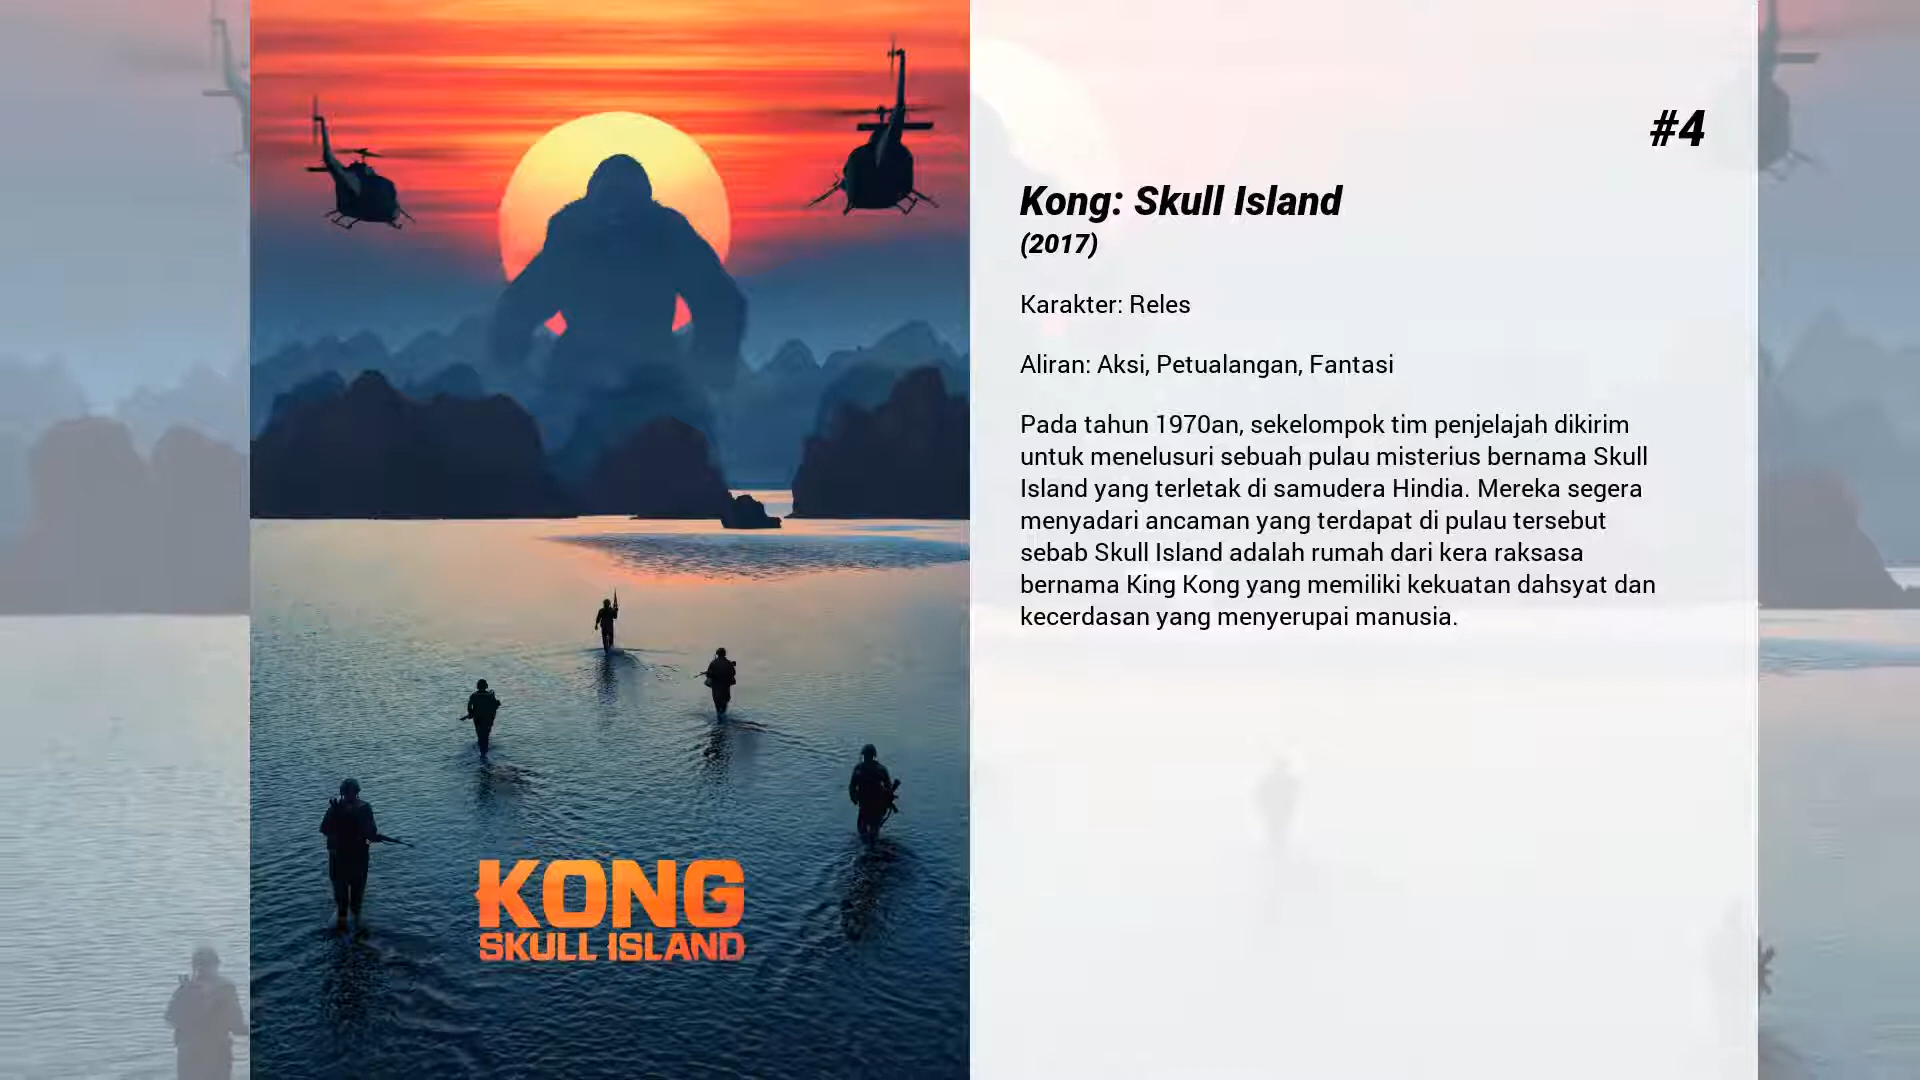 KONG
SKULL ISLAND
#4
Kong: Skull Island
(2017)
Karakter: Reles
Aliran: Aksi, Petualangan, Fantasi
Pada tahun 1970an, sekelompok tim penjelajah dikirim
untuk menelusuri sebuah pulau misterius bernama Skull
Island yang terletak di samudera Hindia. Mereka segera
menyadari ancaman yang terdapat di pulau tersebut
sebab Skull Island adalah rumah dari kera raksasa
bernama King Kong yang memiliki kekuatan dahsyat dan
kecerdasan yang menyerupai manusia.